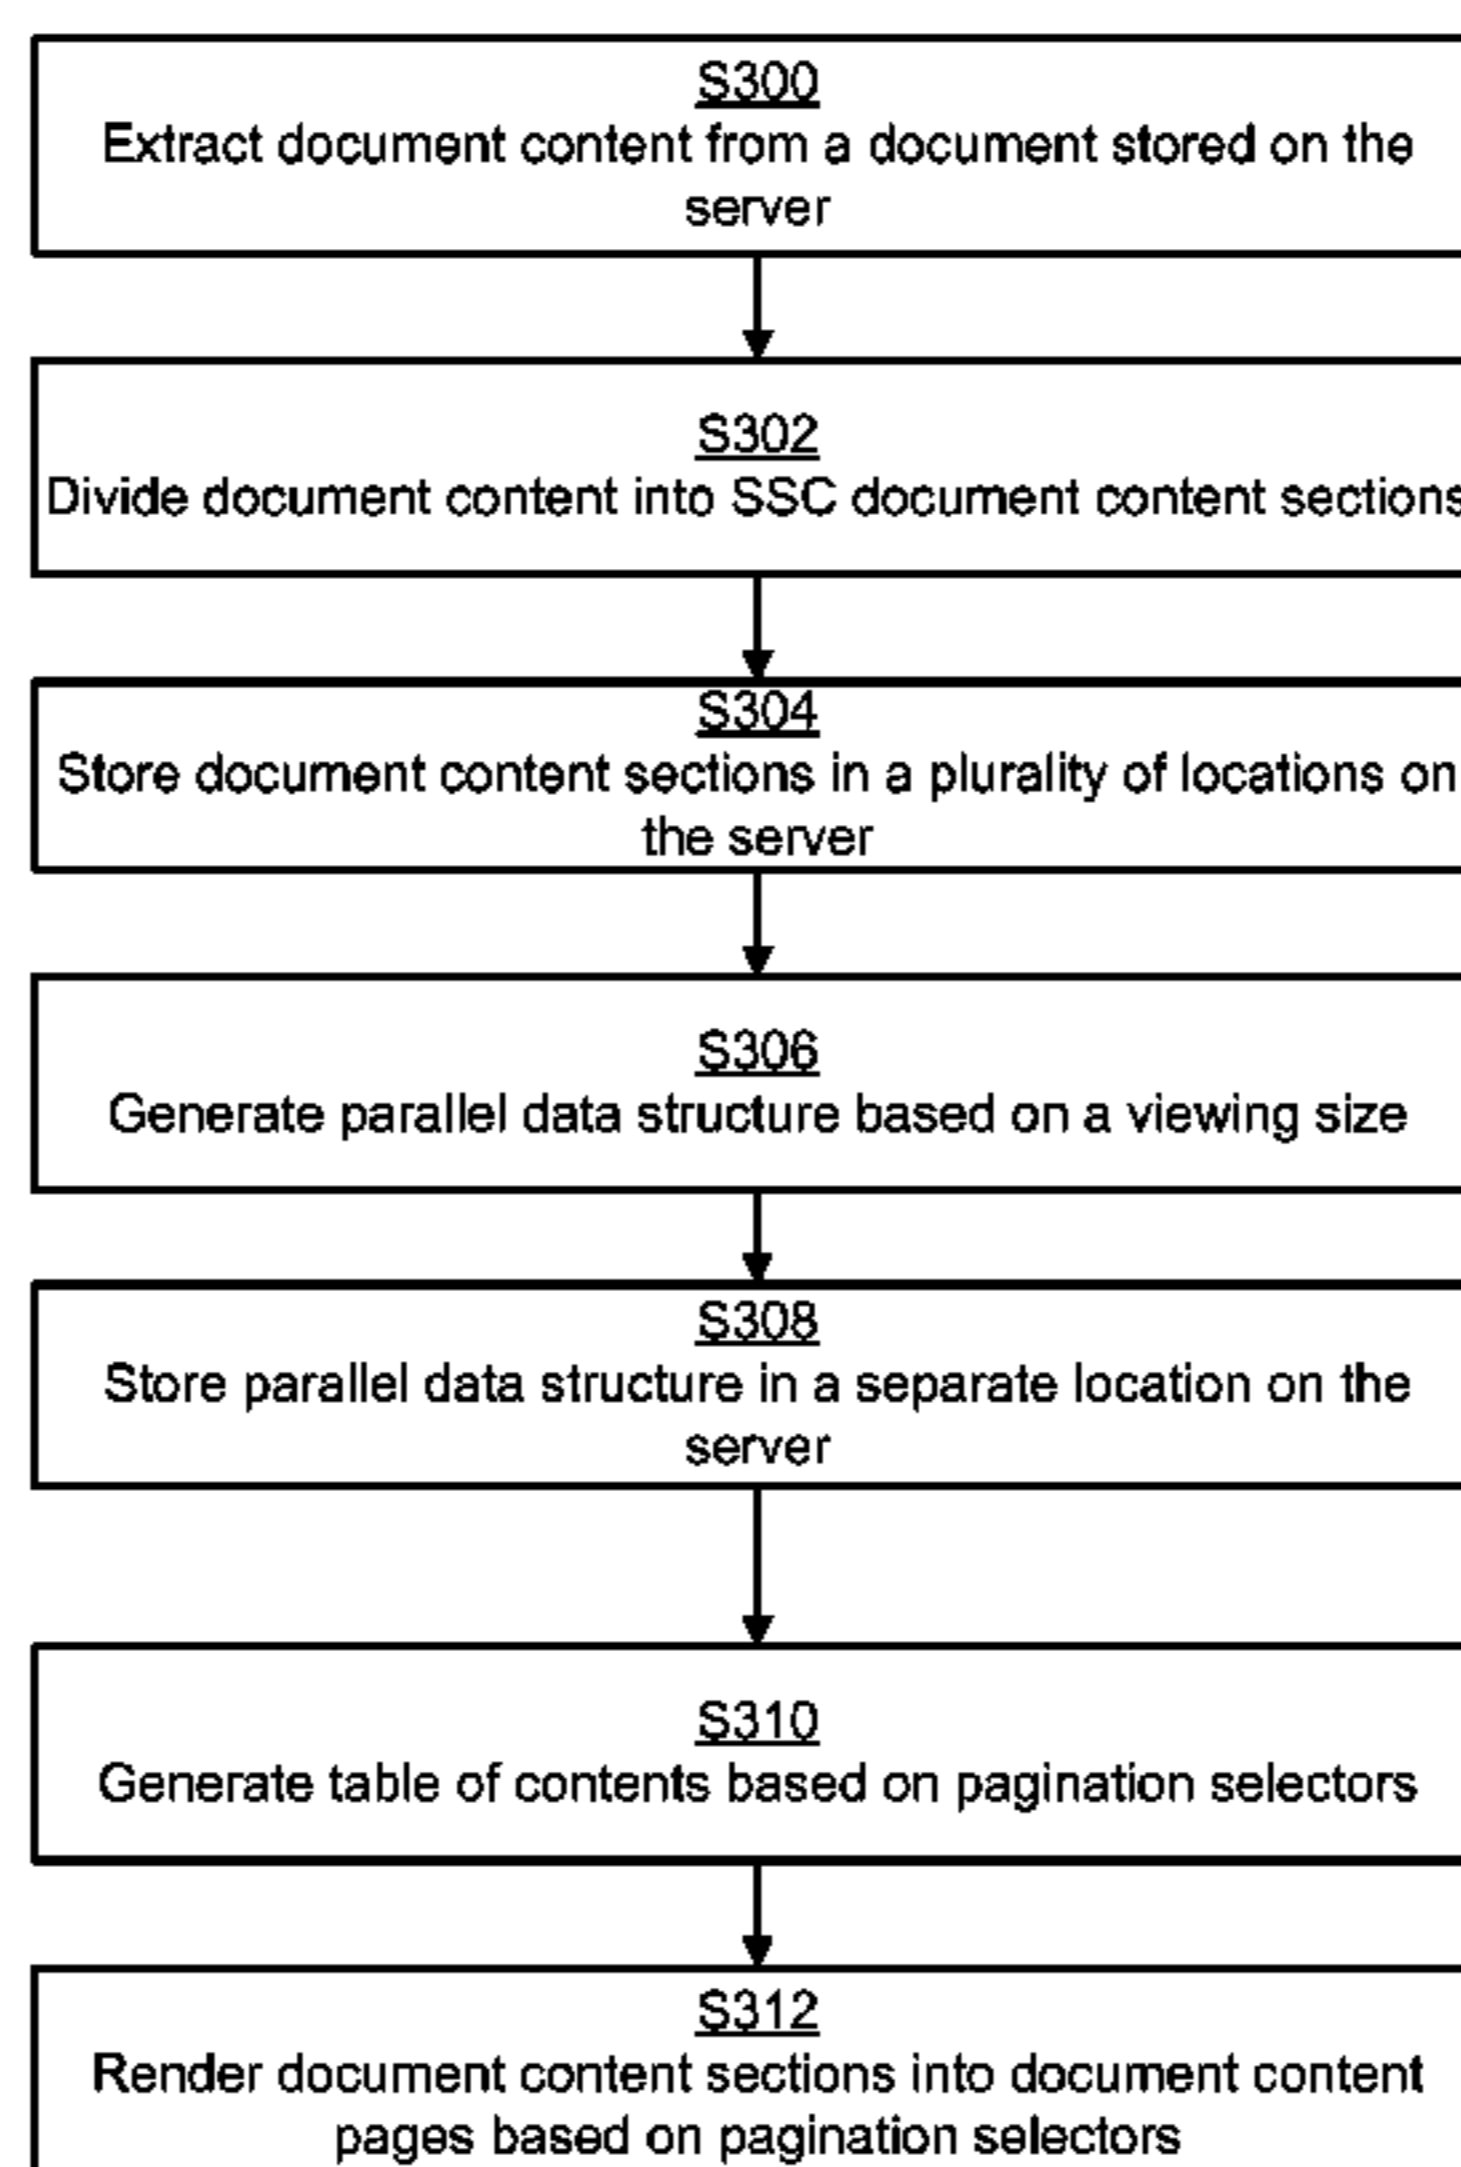 S300
Extract document content from a document stored on the
server
S302
Divide document content into SSC document content sections
S304
Store document content sections in a plurality of locations on
the server
S306
Generate parallel data structure based on a viewing size
S308
Store parallel data structure in a separate location on the
server
S310
Generate table of contents based on pagination selectors
S312
Render document content sections into document content
pages based on pagination selectors